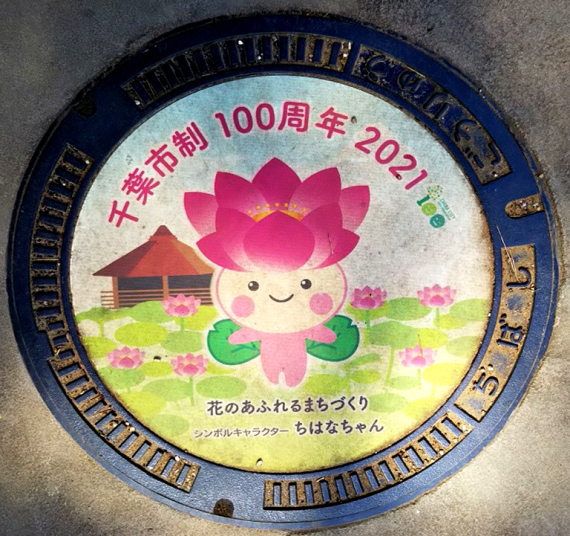 千葉市制 100周年 2021
花のあふれるまちづくり
シンボルキャラクター ちはなちゃん
ちばし